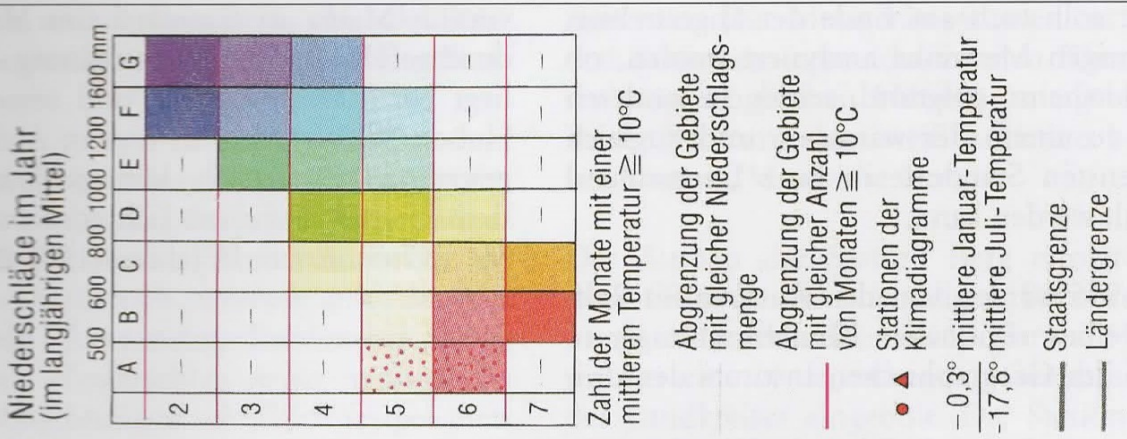 Niederschläge im Jahr
(im langjährigen Mittel)
500 600 800 1000 1200 1600 mm
A B C D E F G
2
3
4
5
6
7
Zahl der Monate mit einer
mittleren Temperatur ≧ 10°C
Abgrenzung der Gebiete
mit gleicher Niederschlags-
menge
Abgrenzung der Gebiete
mit gleicher Anzahl
von Monaten ≧ 10°C
Stationen der
Klimadiagramme
0,3° mittlere Januar-Temperatur
17,6° mittlere Juli-Temperatur
Staatsgrenze
Ländergrenze